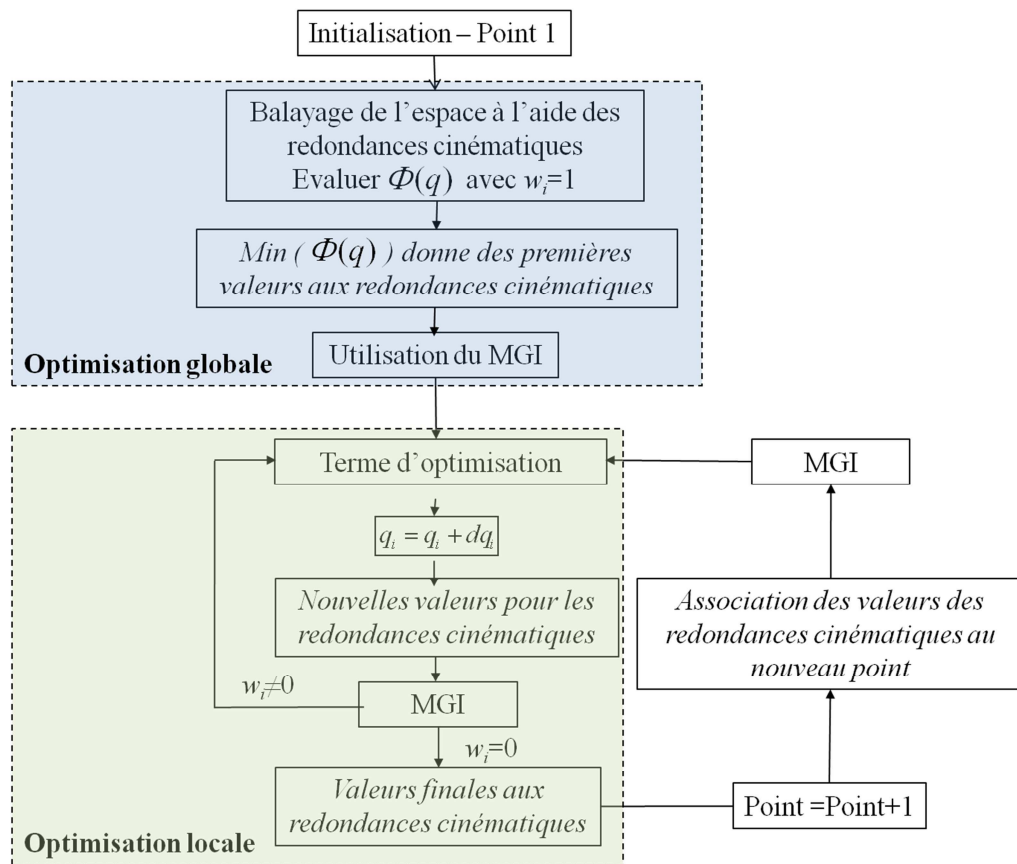 Initialisation – Point 1
Balayage de l'espace à l'aide des
redondances cinématiques
Evaluer Φ(q) avec wᵢ=1
Min ( Φ(q) ) donne des premières
valeurs aux redondances cinématiques
Utilisation du MGI
Optimisation globale
Terme d'optimisation
MGI
qᵢ = qᵢ + dqᵢ
Nouvelles valeurs pour les
redondances cinématiques
Association des valeurs des
redondances cinématiques au
nouveau point
wᵢ≠0
MGI
wᵢ=0
Valeurs finales aux
redondances cinématiques
Point =Point+1
Optimisation locale